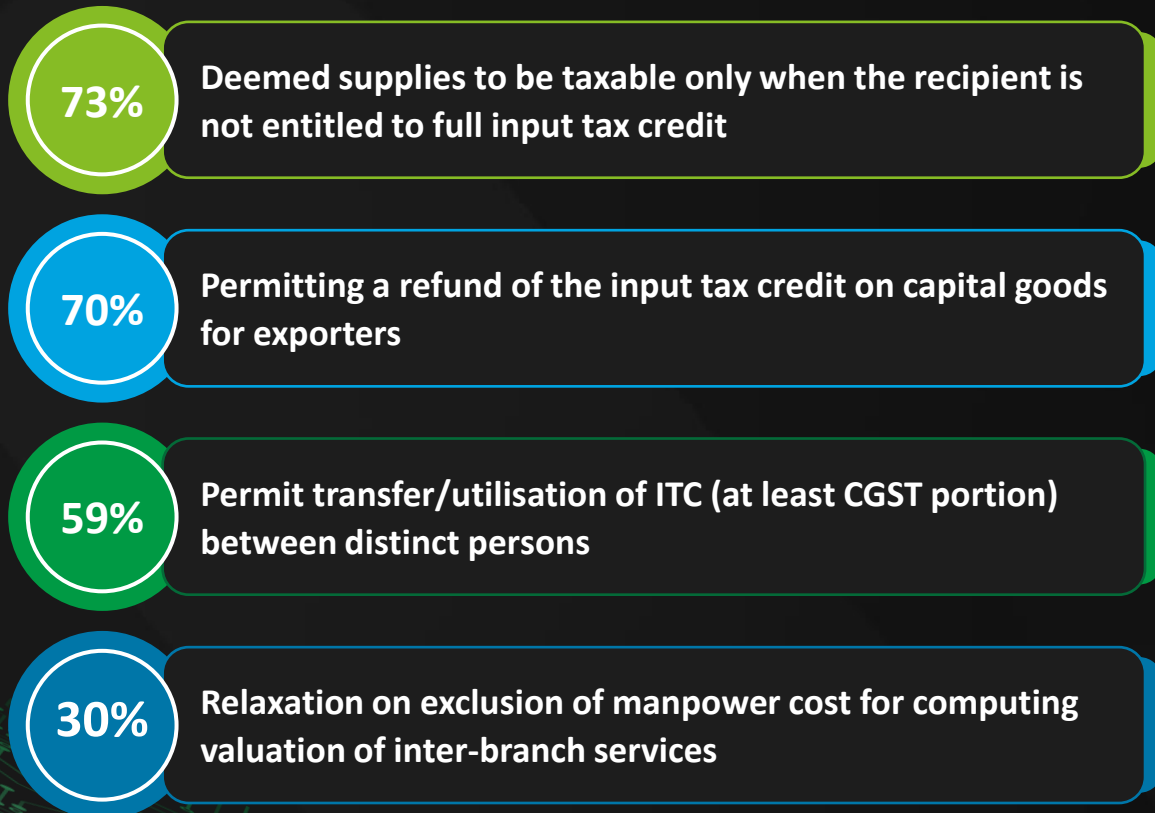 73%
Deemed supplies to be taxable only when the recipient is
not entitled to full input tax credit
70%
Permitting a refund of the input tax credit on capital goods
for exporters
59%
Permit transfer/utilisation of ITC (at least CGST portion)
between distinct persons
30%
Relaxation on exclusion of manpower cost for computing
valuation of inter-branch services